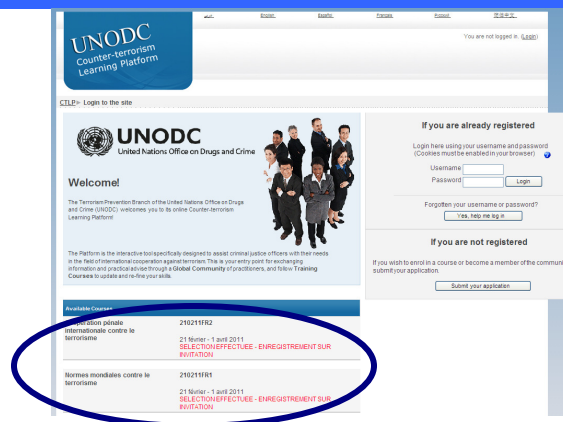 English Español Français Русский 简体中文
You are not logged in. (Login)
UNODC
Counter-terrorism
Learning Platform
CTLP► Login to the site
UNODC
United Nations Office on Drugs and Crime
Welcome!
The Terrorism Prevention Branch of the United Nations Office on Drugs
and Crime (UNODC) welcomes you to its online Counter-terrorism
Learning Platform!
The Platform is the interactive tool specifically designed to assist criminal justice officers with their needs
in the field of international cooperation against terrorism. This is your entry point for exchanging
information and practical advise through a Global Community of practitioners, and follow Training
Courses to update and re-fine your skills.
If you are already registered
Login here using your username and password
(Cookies must be enabled in your browser)
Username
Password Login
Forgotten your username or password?
Yes, help me log in
If you are not registered
If you wish to enrol in a course or become a member of the communi
submit your application.
Submit your application
Available Courses
Coopération pénale
internationale contre le
terrorisme
210211FR2
21 février - 1 avril 2011
SELECTION EFFECTUEE - ENREGISTREMENT SUR
INVITATION
Normes mondiales contre le
terrorisme
210211FR1
21 février - 1 avril 2011
SELECTION EFFECTUEE - ENREGISTREMENT SUR
INVITATION